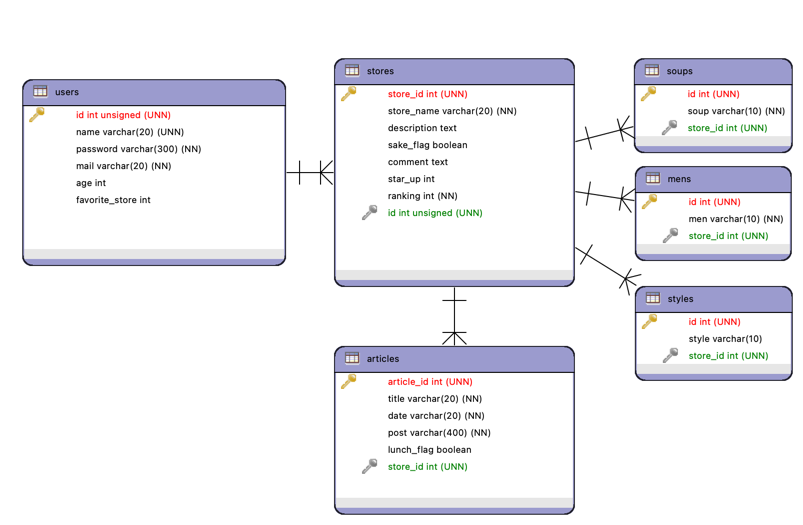 users
id int unsigned (UNN)
name varchar(20) (UNN)
password varchar(300) (NN)
mail varchar(20) (NN)
age int
favorite_store int
stores
store_id int (UNN)
store_name varchar(20) (NN)
description text
sake_flag boolean
comment text
star_up int
ranking int (NN)
id int unsigned (UNN)
soups
id int (UNN)
soup varchar(10) (NN)
store_id int (UNN)
mens
id int (UNN)
men varchar(10) (NN)
store_id int (UNN)
styles
id int (UNN)
style varchar(10)
store_id int (UNN)
articles
article_id int (UNN)
title varchar(20) (NN)
date varchar(20) (NN)
post varchar(400) (NN)
lunch_flag boolean
store_id int (UNN)